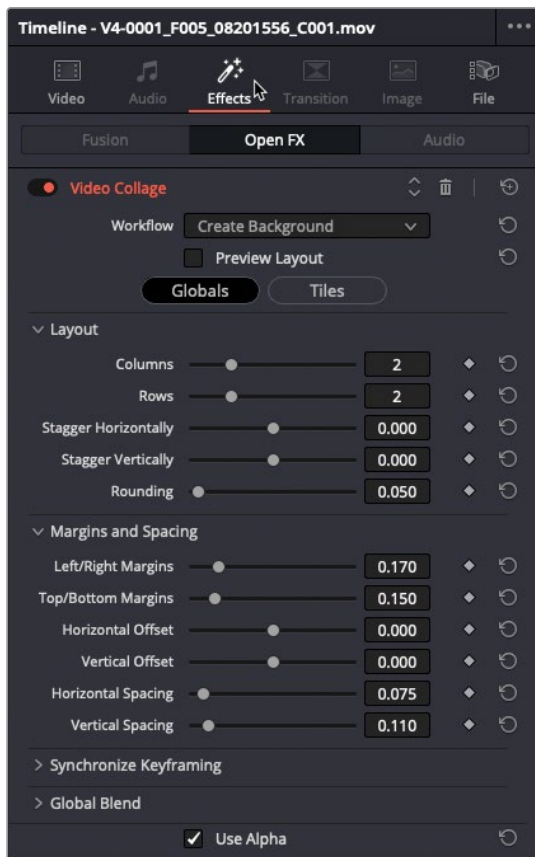 Timeline - V4-0001_F005_08201556_C001.mov
Video Audio Effects Transition Image File
Fusion Open FX Audio
Video Collage
Workflow Create Background
Preview Layout
Globals Tiles
Layout
Columns 2
Rows 2
Stagger Horizontally 0.000
Stagger Vertically 0.000
Rounding 0.050
Margins and Spacing
Left/Right Margins 0.170
Top/Bottom Margins 0.150
Horizontal Offset 0.000
Vertical Offset 0.000
Horizontal Spacing 0.075
Vertical Spacing 0.110
Synchronize Keyframing
Global Blend
Use Alpha